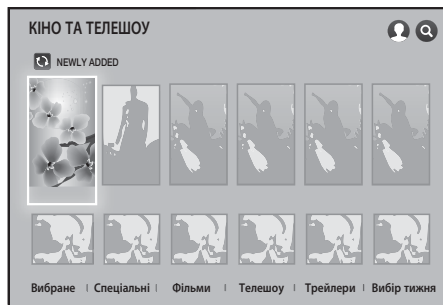 КІНО ТА ТЕЛЕШОУ
NEWLY ADDED
Вибране | Спеціальні | Фільми | Телешоу | Трейлери | Вибір тижня